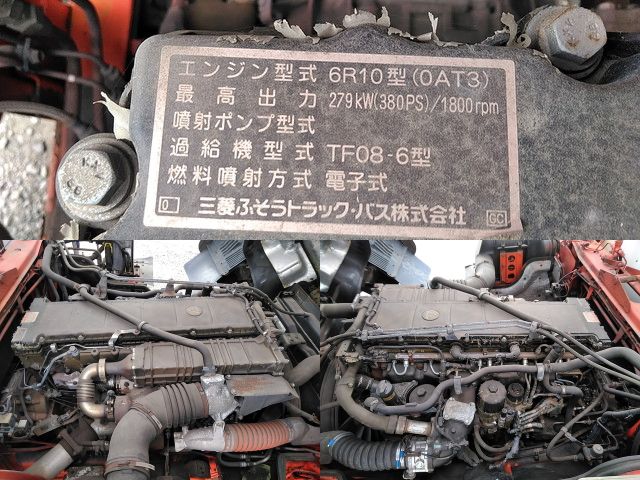 エンジン型式 6R10型(0AT3)
最高出力 279kW(380PS)/1800rpm
噴射ポンプ型式
過給機型式 TF08-6型
燃料噴射方式 電子式
0 三菱ふそうトラック・バス株式会社 GC